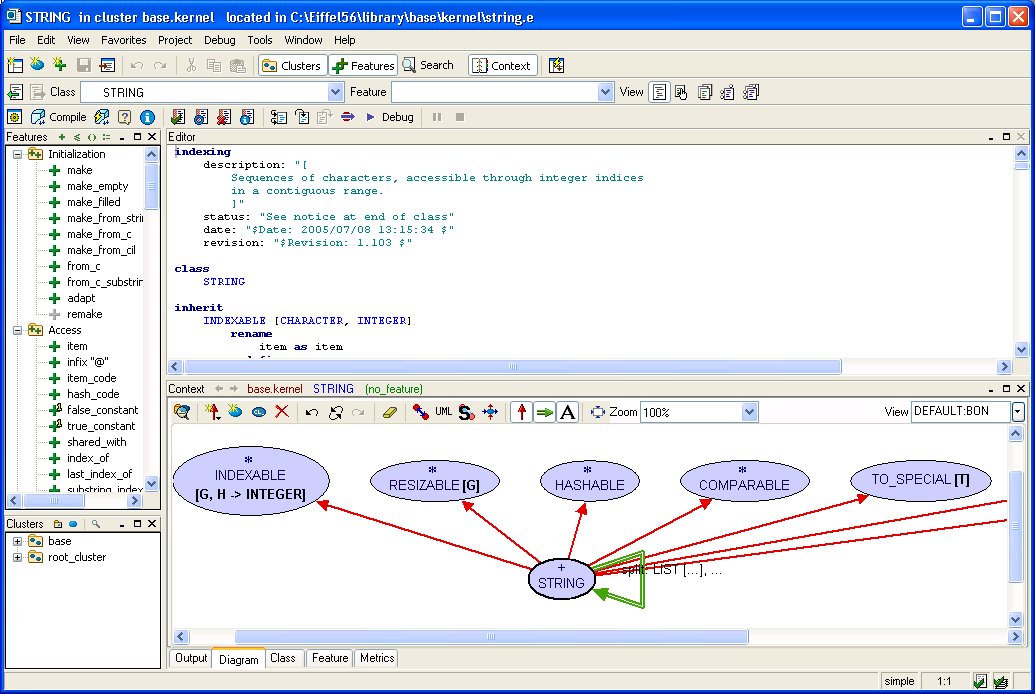 STRING in cluster base.kernel located in C:\Eiffel56\library\base\kernel\string.e
File Edit View Favorites Project Debug Tools Window Help
Clusters Features Search Context
Class STRING Feature View
Compile Debug
Features
Initialization
make
make_empty
make_filled
make_from_stri
make_from_c
make_from_cil
from_c
from_c_substrin
adapt
remake
Access
item
infix "@"
item_code
hash_code
false_constant
true_constant
shared_with
index_of
last_index_of
substring_index
Clusters
base
root_cluster
Editor
indexing
description: "[
Sequences of characters, accessible through integer indices
in a contiguous range.
]"
status: "See notice at end of class"
date: "$Date: 2005/07/08 13:15:34 $"
revision: "$Revision: 1.103 $"
class
STRING
inherit
INDEXABLE [CHARACTER, INTEGER]
rename
item as item
Context base.kernel STRING (no_feature)
UML S A Zoom 100% View DEFAULT:BON
* * * * 
INDEXABLE
[G, H -> INTEGER]
RESIZABLE [G]
HASHABLE
COMPARABLE
TO_SPECIAL [T]
+
STRING
split: LIST [...], ...
Output Diagram Class Feature Metrics
simple 1:1